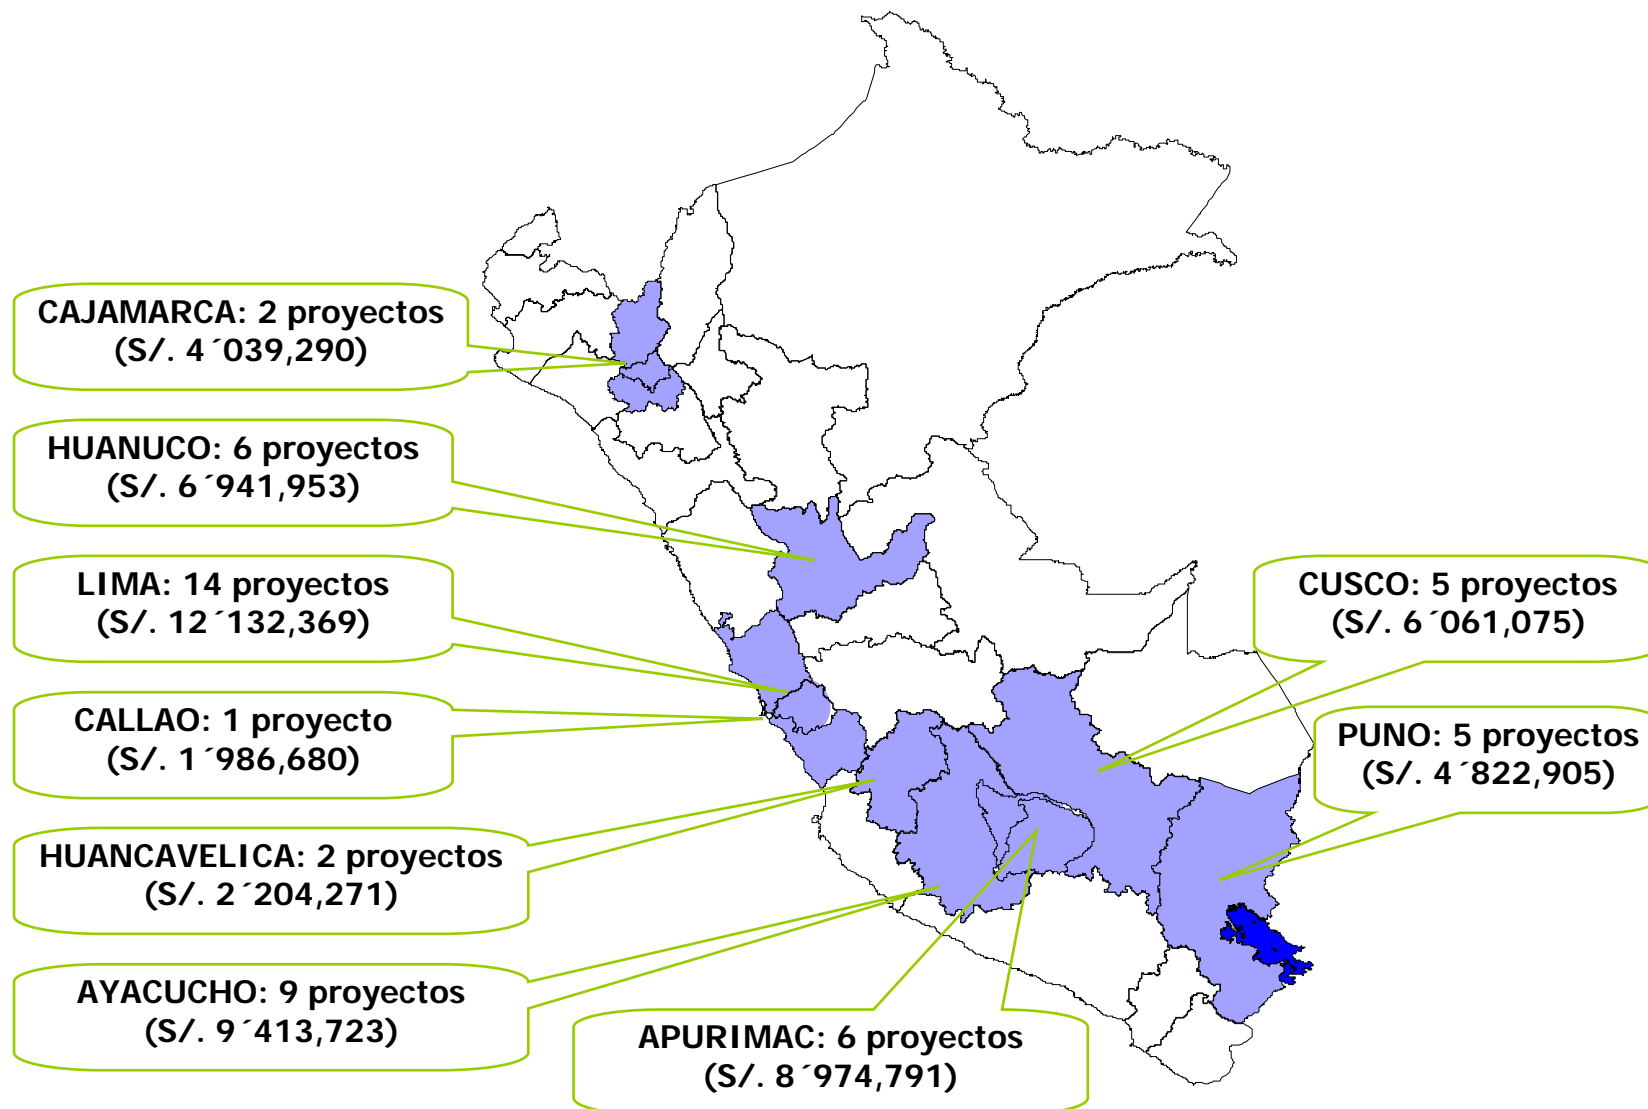 CAJAMARCA: 2 proyectos
(S/. 4´039,290)
HUANUCO: 6 proyectos
(S/. 6´941,953)
LIMA: 14 proyectos
(S/. 12´132,369)
CALLAO: 1 proyecto
(S/. 1´986,680)
HUANCAVELICA: 2 proyectos
(S/. 2´204,271)
AYACUCHO: 9 proyectos
(S/. 9´413,723)
APURIMAC: 6 proyectos
(S/. 8´974,791)
CUSCO: 5 proyectos
(S/. 6´061,075)
PUNO: 5 proyectos
(S/. 4´822,905)